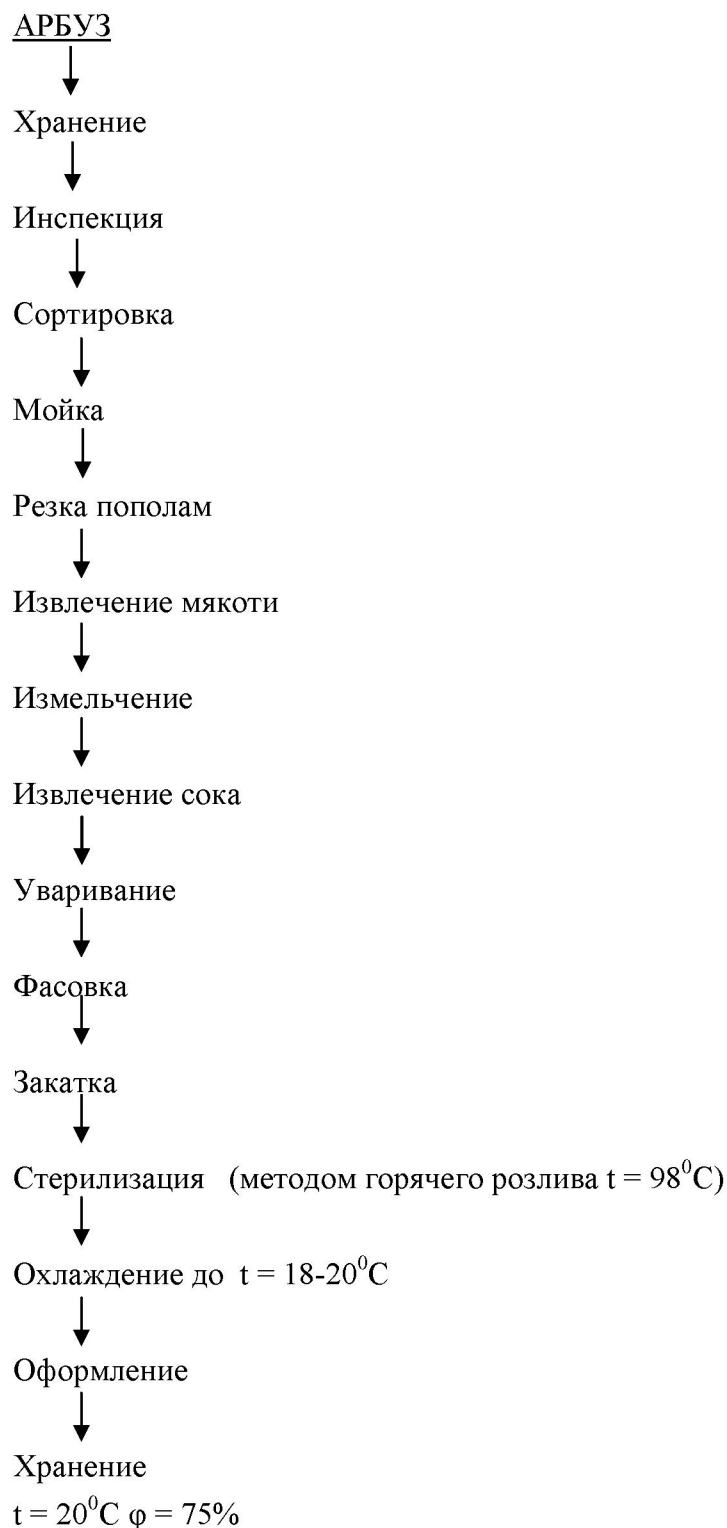 АРБУЗ
Хранение
Инспекция
Сортировка
Мойка
Резка пополам
Извлечение мякоти
Измельчение
Извлечение сока
Уваривание
Фасовка
Закатка
Стерилизация (методом горячего розлива t = 98⁰C)
Охлаждение до t = 18-20⁰C
Оформление
Хранение
t = 20⁰C φ = 75%